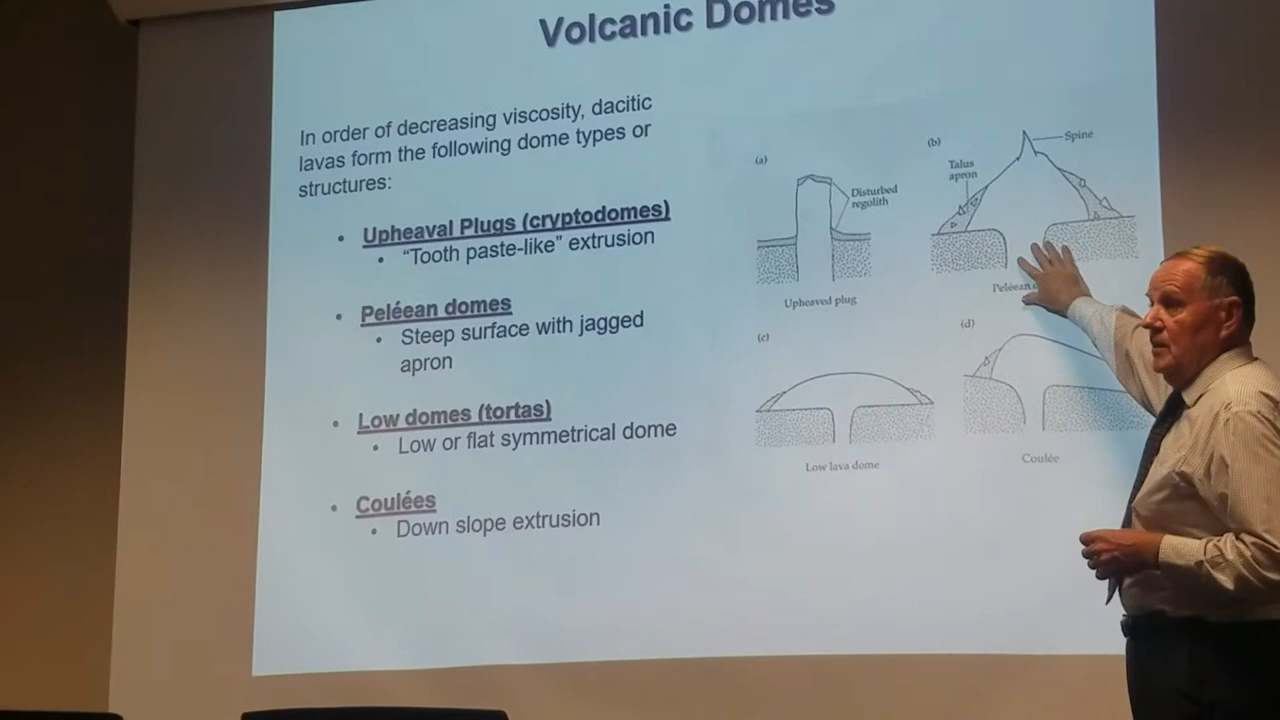 Volcanic Domes
In order of decreasing viscosity, dacitic
lavas form the following dome types or
structures:
• Upheaval Plugs (cryptodomes)
• “Tooth paste-like” extrusion
• Peléean domes
• Steep surface with jagged
apron
• Low domes (tortas)
• Low or flat symmetrical dome
• Coulées
• Down slope extrusion
(a)
Disturbed
regolith
Upheaved plug
(b)
Spine
Talus
apron
Peléean
(c)
Low lava dome
(d)
Coulée